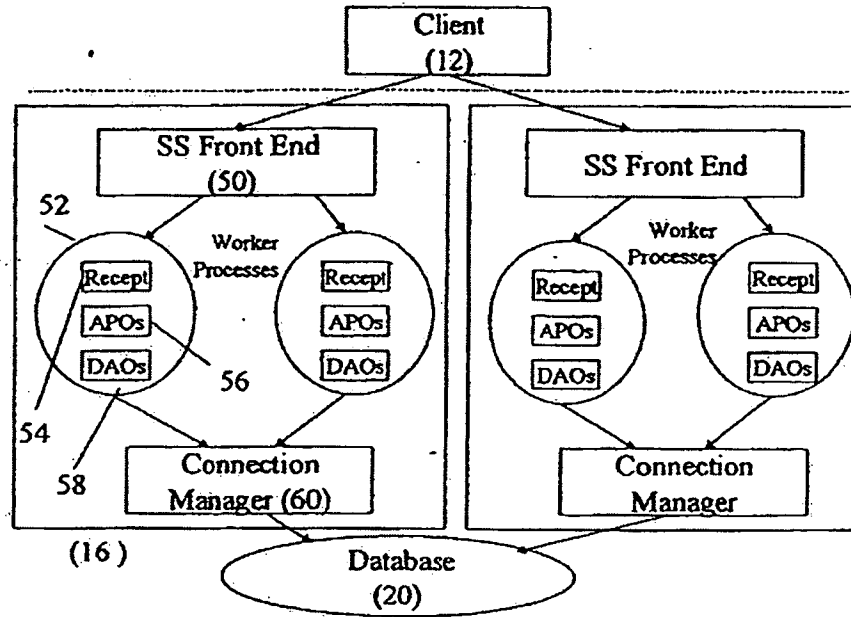 Client
(12)
SS Front End
(50)
SS Front End
52
Worker
Processes
Worker
Processes
Recept
APOs
DAOs
Recept
APOs
DAOs
Recept
APOs
DAOs
Recept
APOs
DAOs
56
54
58
Connection
Manager (60)
Connection
Manager
(16)
Database
(20)